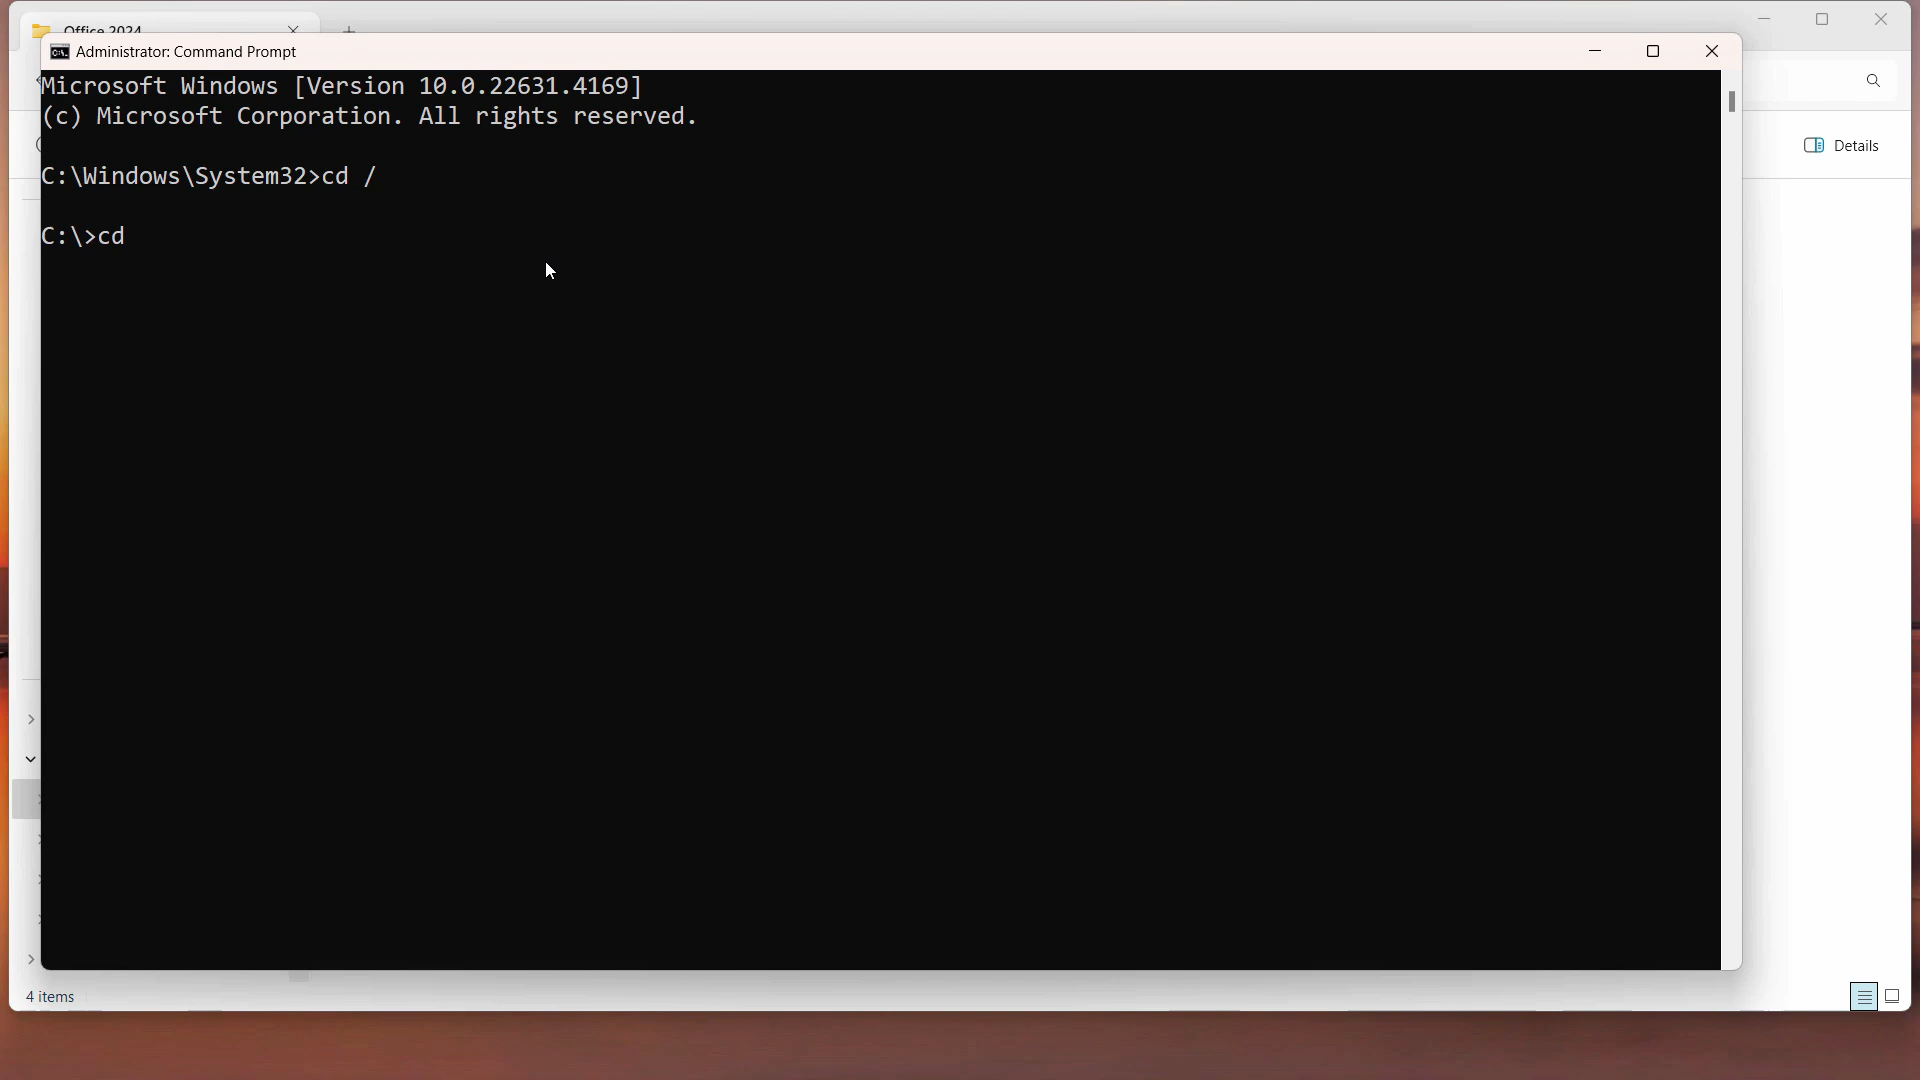 Office 2024
Administrator: Command Prompt
Microsoft Windows [Version 10.0.22631.4169]
(c) Microsoft Corporation. All rights reserved.
C:\Windows\System32>cd /
C:\>cd
Details
4 items